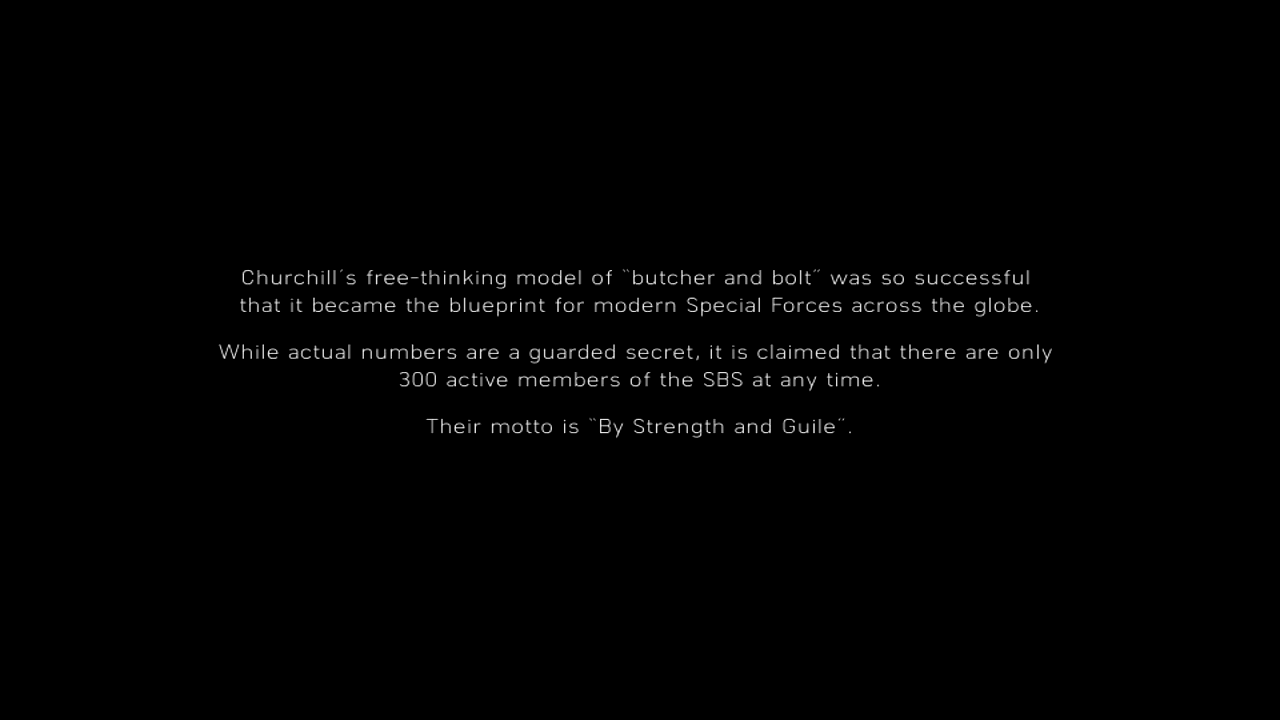 Churchill´s free-thinking model of ``butcher and bolt˝ was so successful
that it became the blueprint for modern Special Forces across the globe.
While actual numbers are a guarded secret, it is claimed that there are only
300 active members of the SBS at any time.
Their motto is ``By Strength and Guile˝.